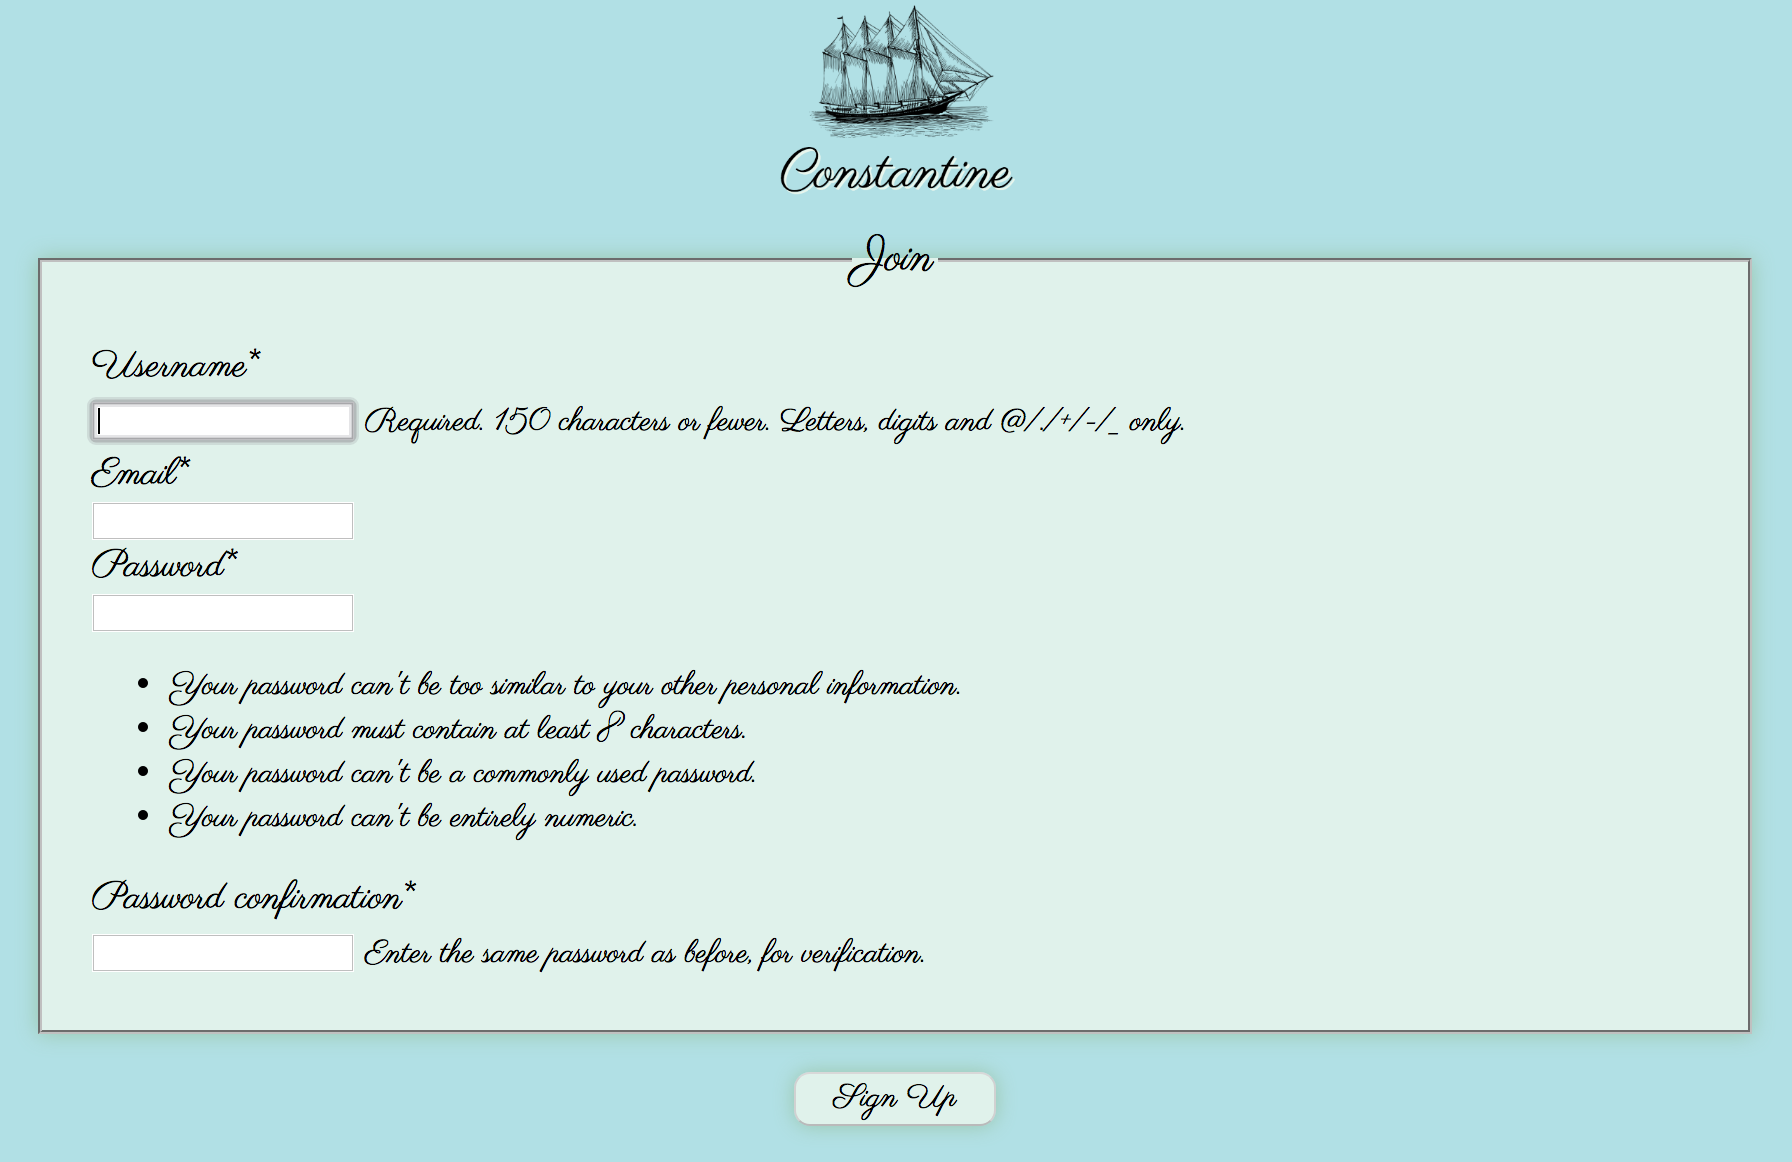 Constantine
Join
Username*
Required. 150 characters or fewer. Letters, digits and @/./+/-/_ only.
Email*
Password*
Your password can't be too similar to your other personal information.
Your password must contain at least 8 characters.
Your password can't be a commonly used password.
Your password can't be entirely numeric.
Password confirmation*
Enter the same password as before, for verification.
Sign Up